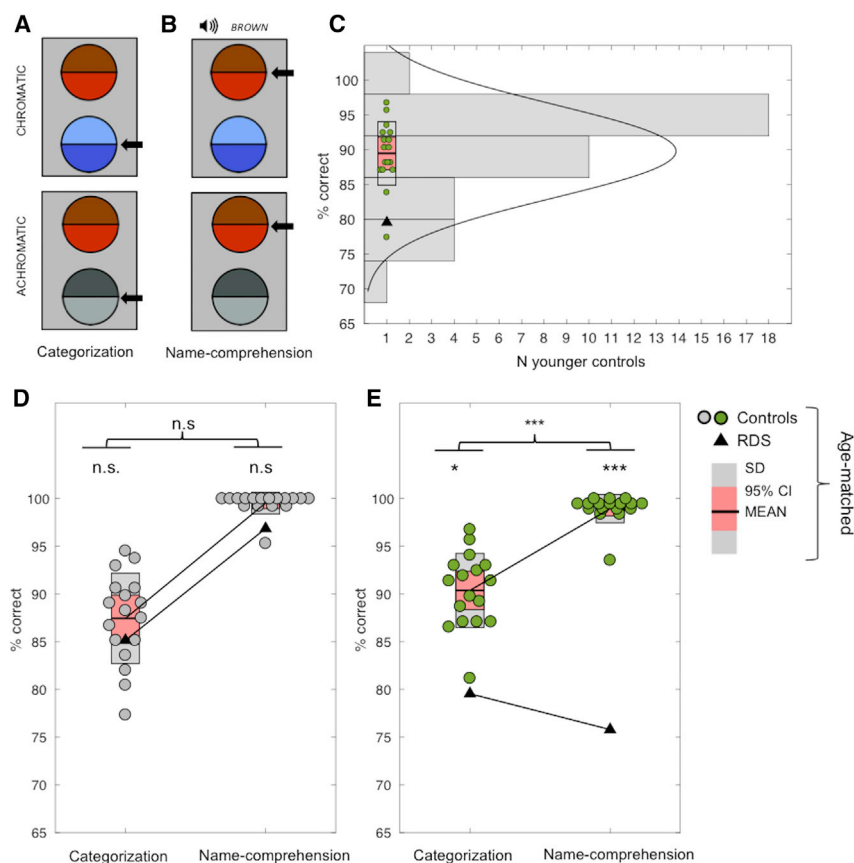 A
B
C
BROWN
CHROMATIC
ACHROMATIC
Categorization
Name-comprehension
% correct
100
95
90
85
80
75
70
65
1 2 3 4 5 6 7 8 9 10 11 12 13 14 15 16 17 18
N younger controls
D
n.s
n.s.
n.s
% correct
100
95
90
85
80
75
70
65
Categorization
Name-comprehension
E
***
*
***
% correct
100
95
90
85
80
75
70
65
Categorization
Name-comprehension
Controls
RDS
SD
95% CI
MEAN
Age-matched